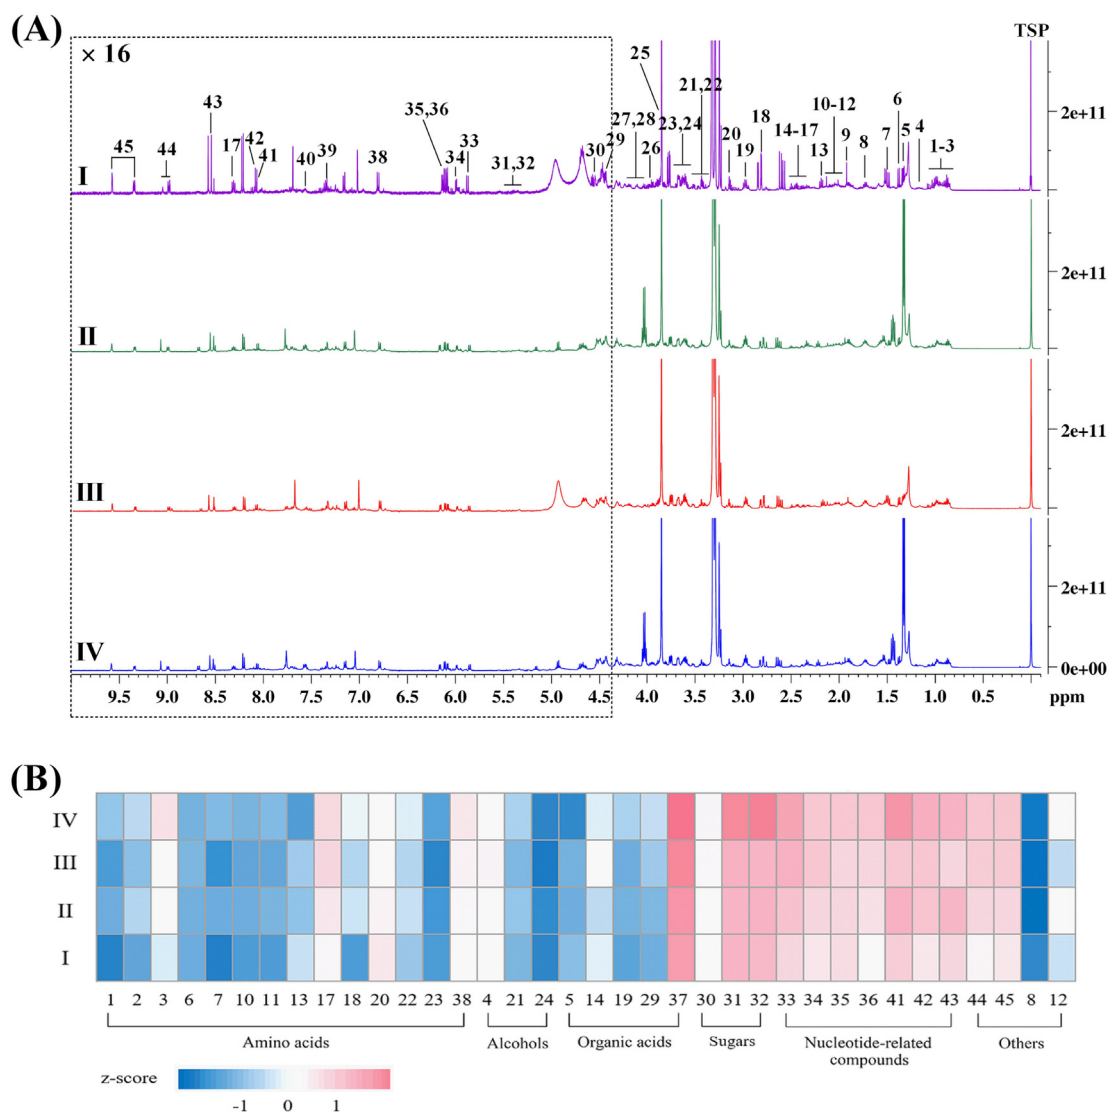 (A)
TSP
× 16
25
2e+11
43
35,36
21,22
10-12
6
27,28
23,24
18
14-17
45
44
17
42
41
40
39
38
34
33
31,32
30
29
26
20
19
13
9
8
7
5
4
1-3
I
2e+11
II
2e+11
III
2e+11
IV
0e+00
9.5 9.0 8.5 8.0 7.5 7.0 6.5 6.0 5.5 5.0 4.5 4.0 3.5 3.0 2.5 2.0 1.5 1.0 0.5 ppm
(B)
IV
III
II
I
1 2 3 6 7 10 11 13 17 18 20 22 23 38 4 21 24 5 14 19 29 37 30 31 32 33 34 35 36 41 42 43 44 45 8 12
Amino acids Alcohols Organic acids Sugars Nucleotide-related Others
compounds
z-score
-1 0 1